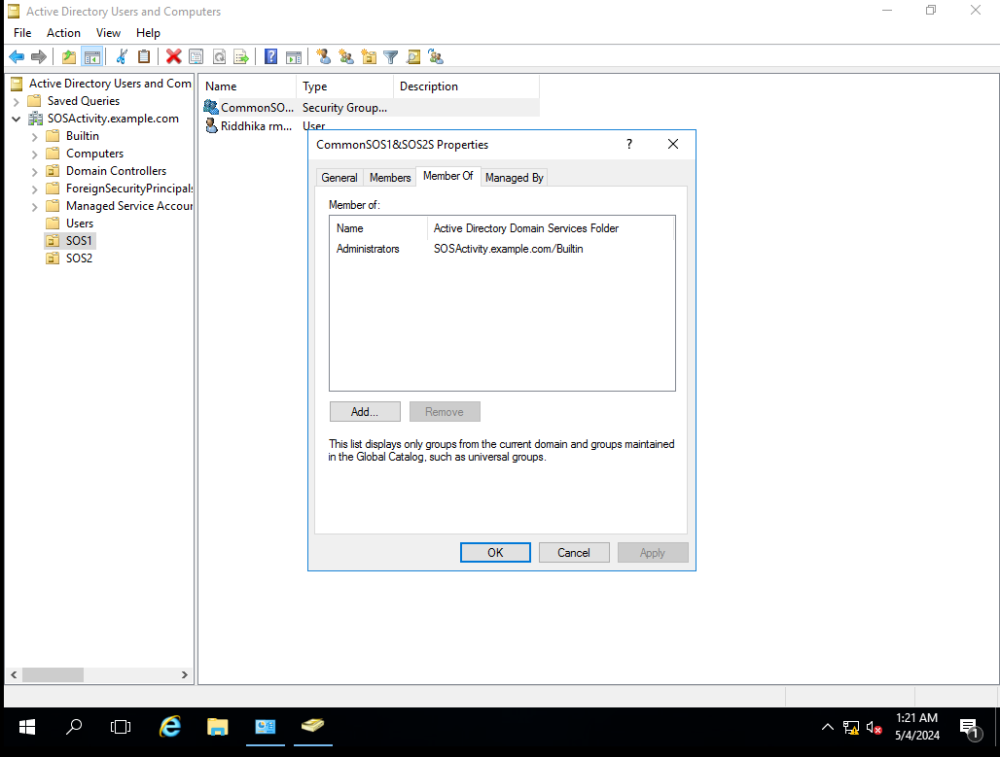 Active Directory Users and Computers
File Action View Help
Active Directory Users and Com
Saved Queries
SOSActivity.example.com
Builtin
Computers
Domain Controllers
ForeignSecurityPrincipals
Managed Service Accour
Users
SOS1
SOS2
Name Type Description
CommonSO... Security Group...
Riddhika rm... User
CommonSOS1&SOS2S Properties
?
General Members Member Of Managed By
Member of:
Name Active Directory Domain Services Folder
Administrators SOSActivity.example.com/Builtin
Add... Remove
This list displays only groups from the current domain and groups maintained
in the Global Catalog, such as universal groups.
OK Cancel Apply
1:21 AM
5/4/2024
1